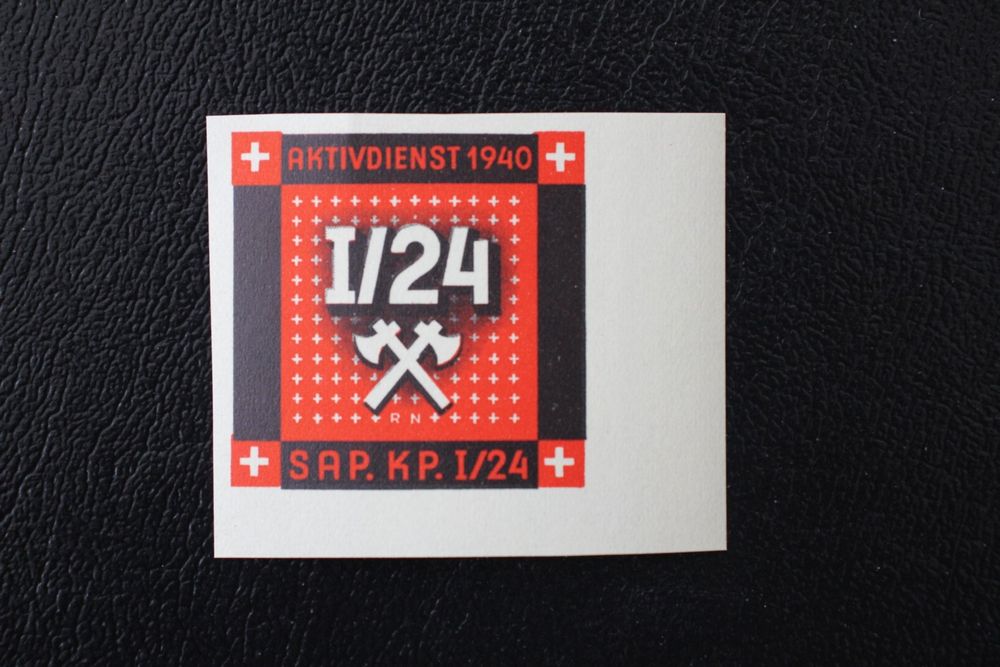 AKTIVDIENST 1940
I/24
RN
SAP. KP. I/24